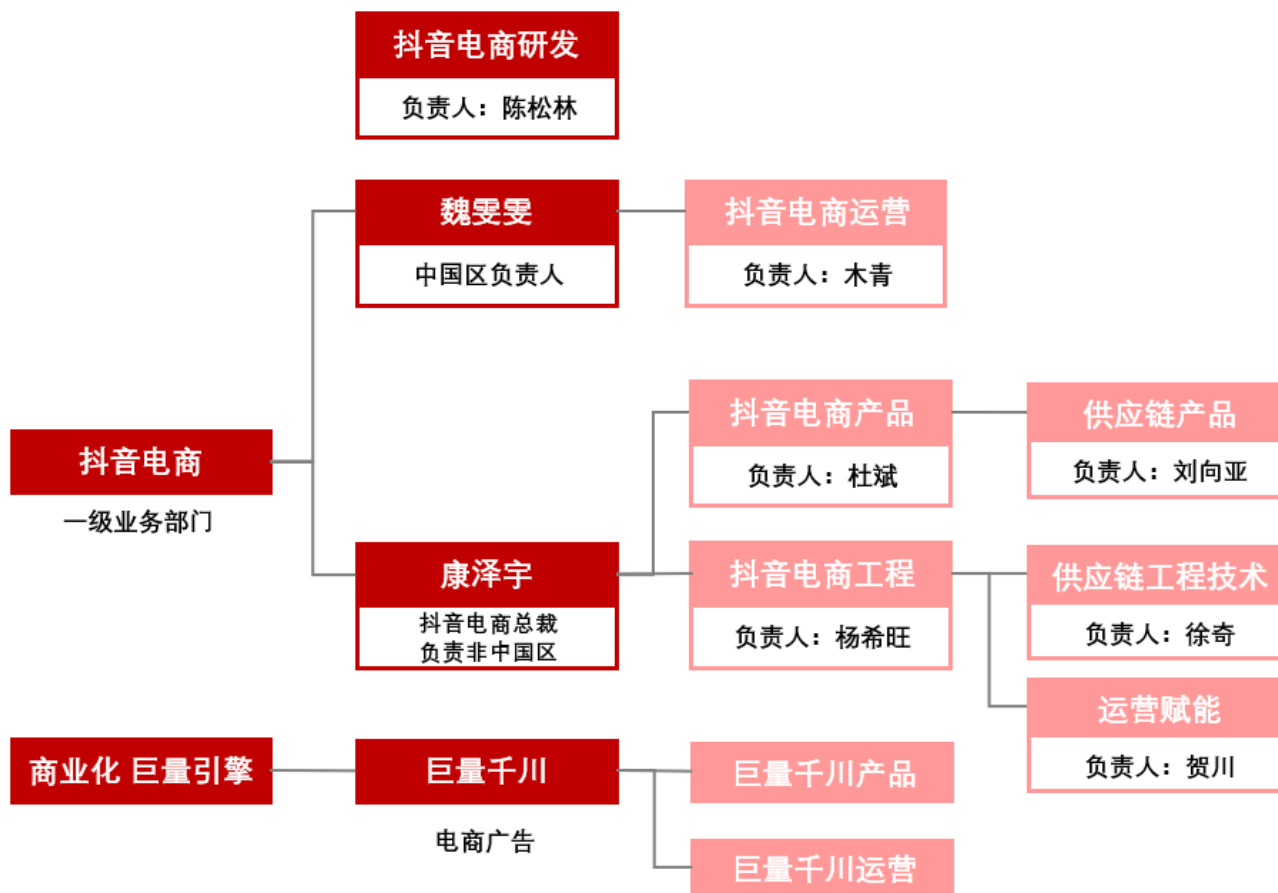 抖音电商研发
负责人：陈松林
魏雯雯
中国区负责人
抖音电商运营
负责人：木青
抖音电商
一级业务部门
康泽宇
抖音电商总裁
负责非中国区
抖音电商产品
负责人：杜斌
供应链产品
负责人：刘向亚
抖音电商工程
负责人：杨希旺
供应链工程技术
负责人：徐奇
运营赋能
负责人：贺川
商业化 巨量引擎
巨量千川
电商广告
巨量千川产品
巨量千川运营